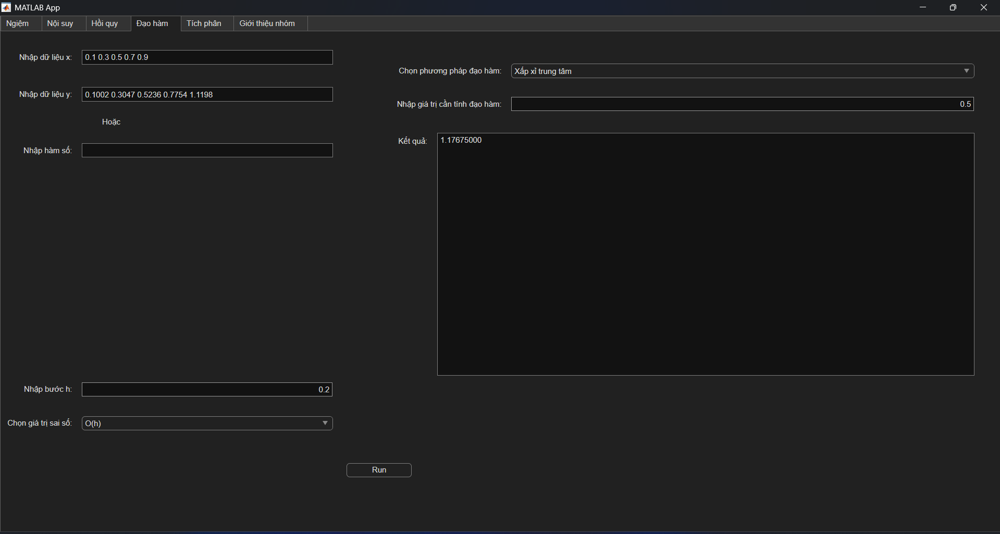 MATLAB App
Ngiệm
Nội suy
Hồi quy
Đạo hàm
Tích phân
Giới thiệu nhóm
Nhập dữ liệu x:
0.1 0.3 0.5 0.7 0.9
Nhập dữ liệu y:
0.1002 0.3047 0.5236 0.7754 1.1198
Hoặc
Nhập hàm số:
Nhập bước h:
0.2
Chọn giá trị sai số:
O(h)
Chọn phương pháp đạo hàm:
Xấp xỉ trung tâm
Nhập giá trị cần tính đạo hàm:
0.5
Kết quả:
1.17675000
Run